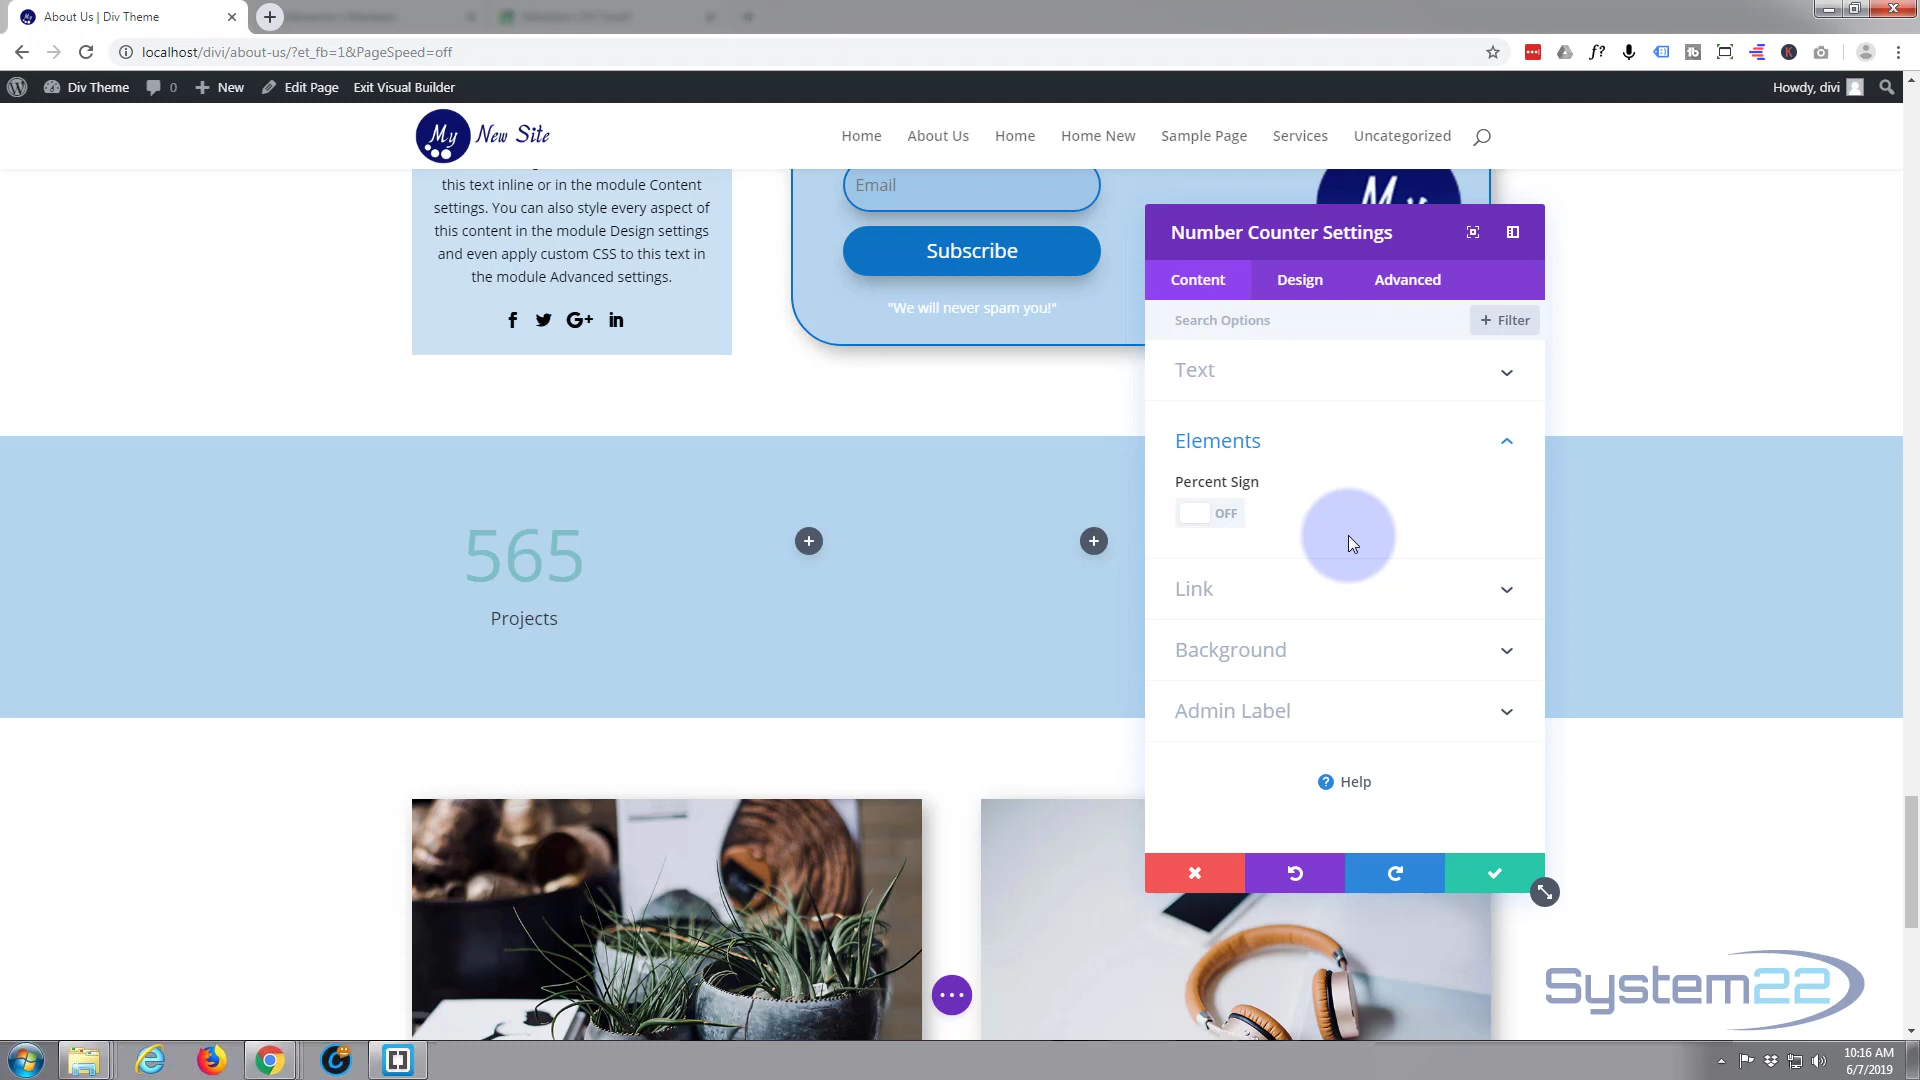 About Us | Div Theme
localhost/divi/about-us/?et_fb=1&PageSpeed=off
Div Theme
0
New
Edit Page
Exit Visual Builder
Howdy, divi
My New Site
Home
About Us
Home
Home New
Sample Page
Services
Uncategorized
this text inline or in the module Content
settings. You can also style every aspect of
this content in the module Design settings
and even apply custom CSS to this text in
the module Advanced settings.
Email
Subscribe
"We will never spam you!"
My
Number Counter Settings
Content
Design
Advanced
Search Options
+ Filter
Text
Elements
Percent Sign
OFF
Link
Background
Admin Label
? Help
565
Projects
System22
10:16 AM
6/7/2019